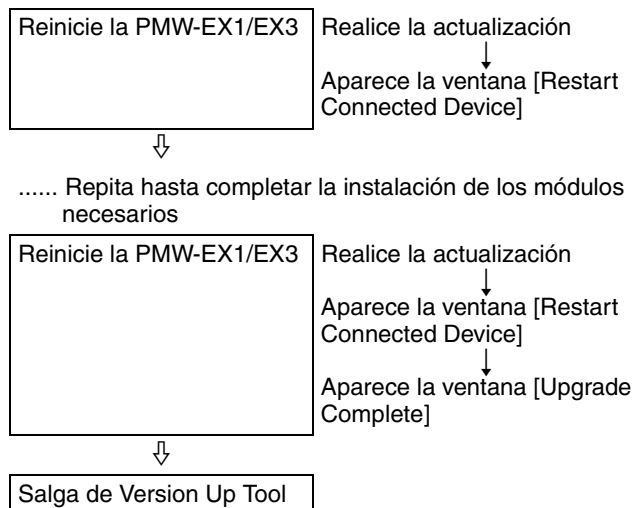 Reinicie la PMW-EX1/EX3
Realice la actualización
Aparece la ventana [Restart
Connected Device]
...... Repita hasta completar la instalación de los módulos
necesarios
Reinicie la PMW-EX1/EX3
Realice la actualización
Aparece la ventana [Restart
Connected Device]
Aparece la ventana [Upgrade
Complete]
Salga de Version Up Tool